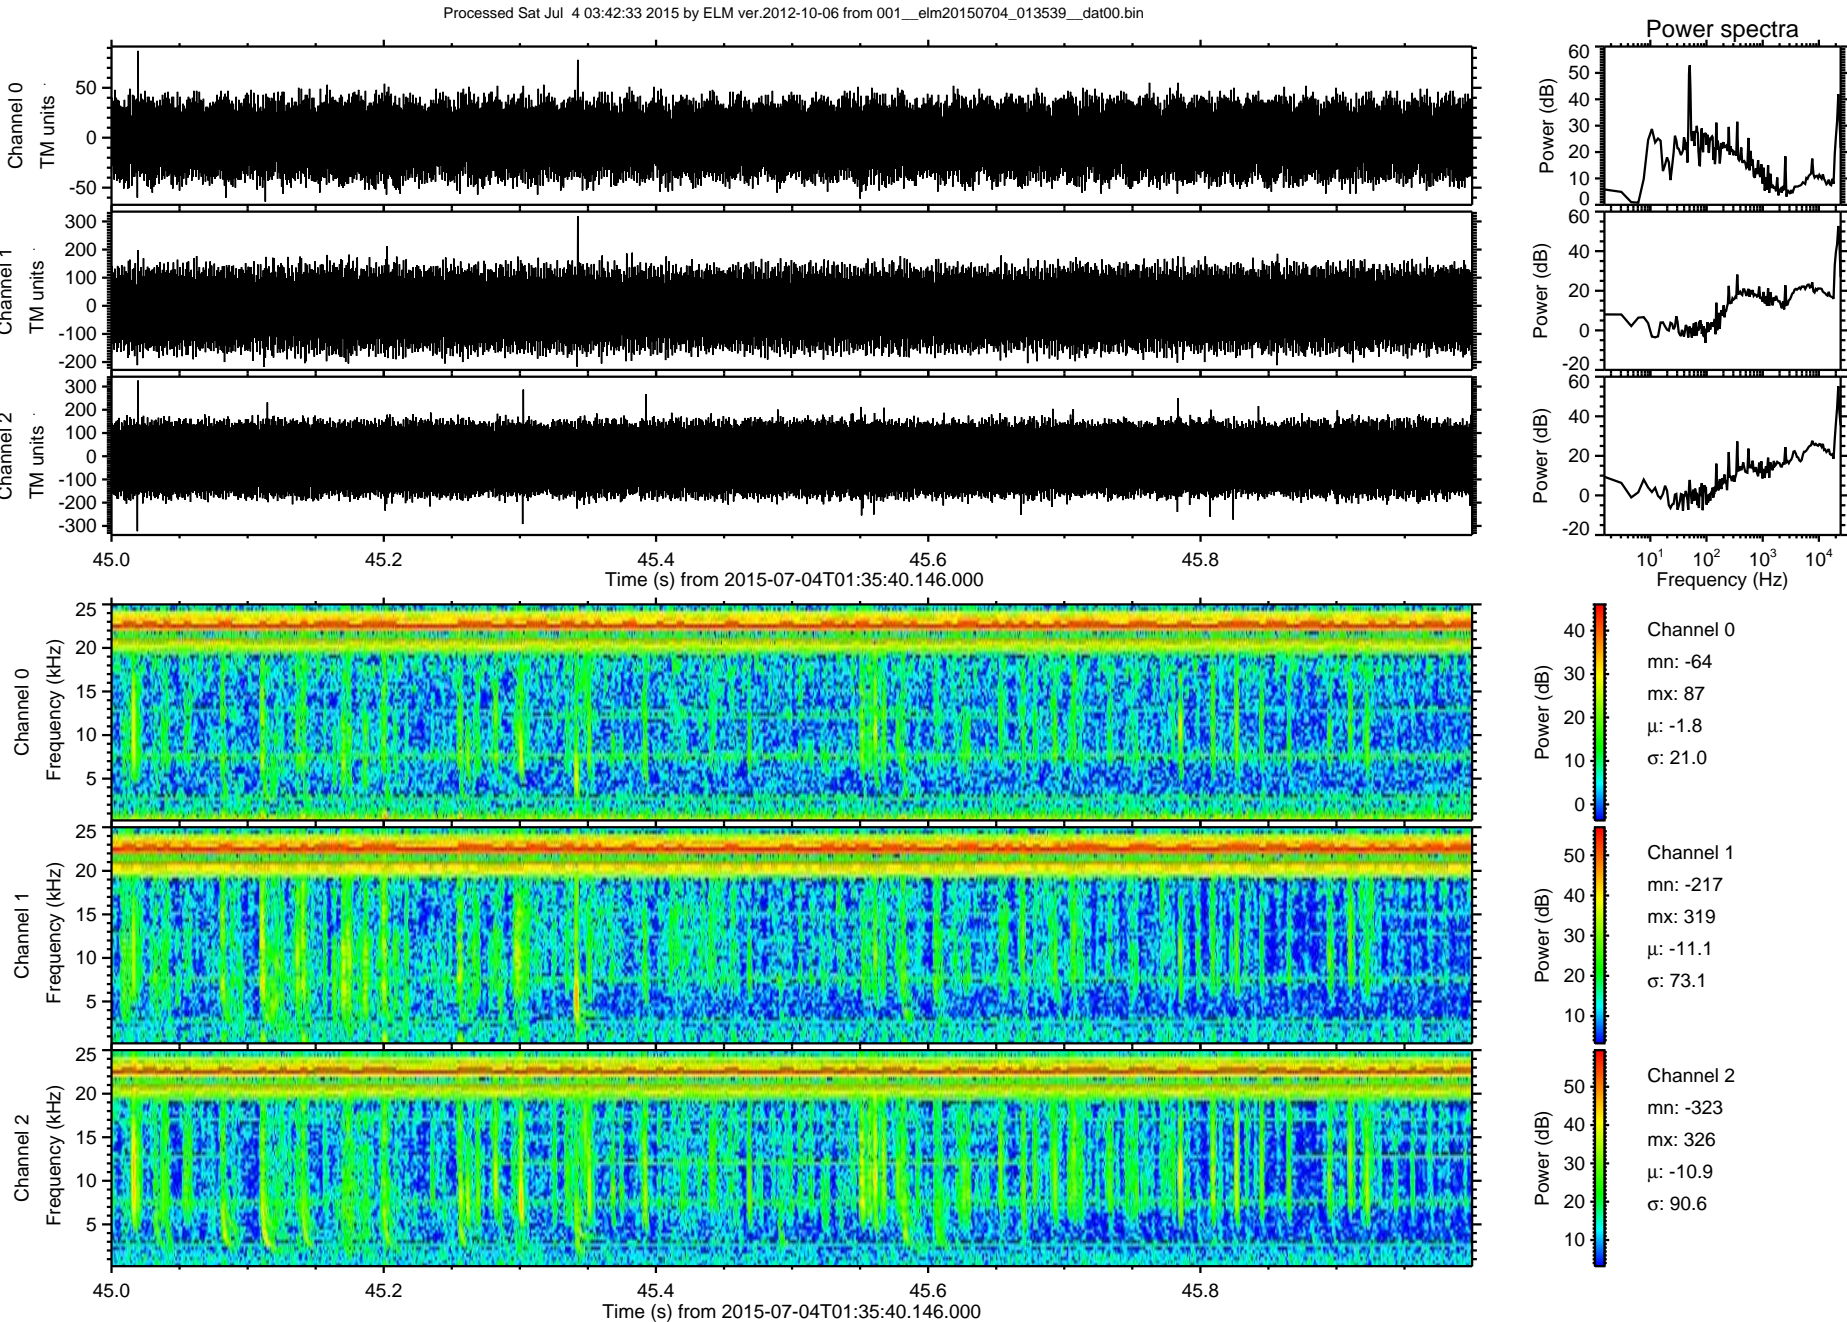 Processed Sat Jul 4 03:42:33 2015 by ELM ver.2012-10-06 from 001__elm20150704_013539__dat00.bin
Power spectra
Channel 0
TM units
50
0
-50
Power (dB)
60
50
40
30
20
10
0
Channel 1
TM units
300
200
100
0
-100
-200
Power (dB)
60
40
20
0
-20
Channel 2
TM units
300
200
100
0
-100
-200
-300
Power (dB)
60
40
20
0
-20
45.0 45.2 45.4 45.6 45.8
Time (s) from 2015-07-04T01:35:40.146.000
10^1 10^2 10^3 10^4
Frequency (Hz)
Channel 0
Frequency (kHz)
25
20
15
10
5
Power (dB)
40
30
20
10
0
Channel 0
mn: -64
mx: 87
μ: -1.8
σ: 21.0
Channel 1
Frequency (kHz)
25
20
15
10
5
Power (dB)
50
40
30
20
10
Channel 1
mn: -217
mx: 319
μ: -11.1
σ: 73.1
Channel 2
Frequency (kHz)
25
20
15
10
5
Power (dB)
50
40
30
20
10
Channel 2
mn: -323
mx: 326
μ: -10.9
σ: 90.6
45.0 45.2 45.4 45.6 45.8
Time (s) from 2015-07-04T01:35:40.146.000